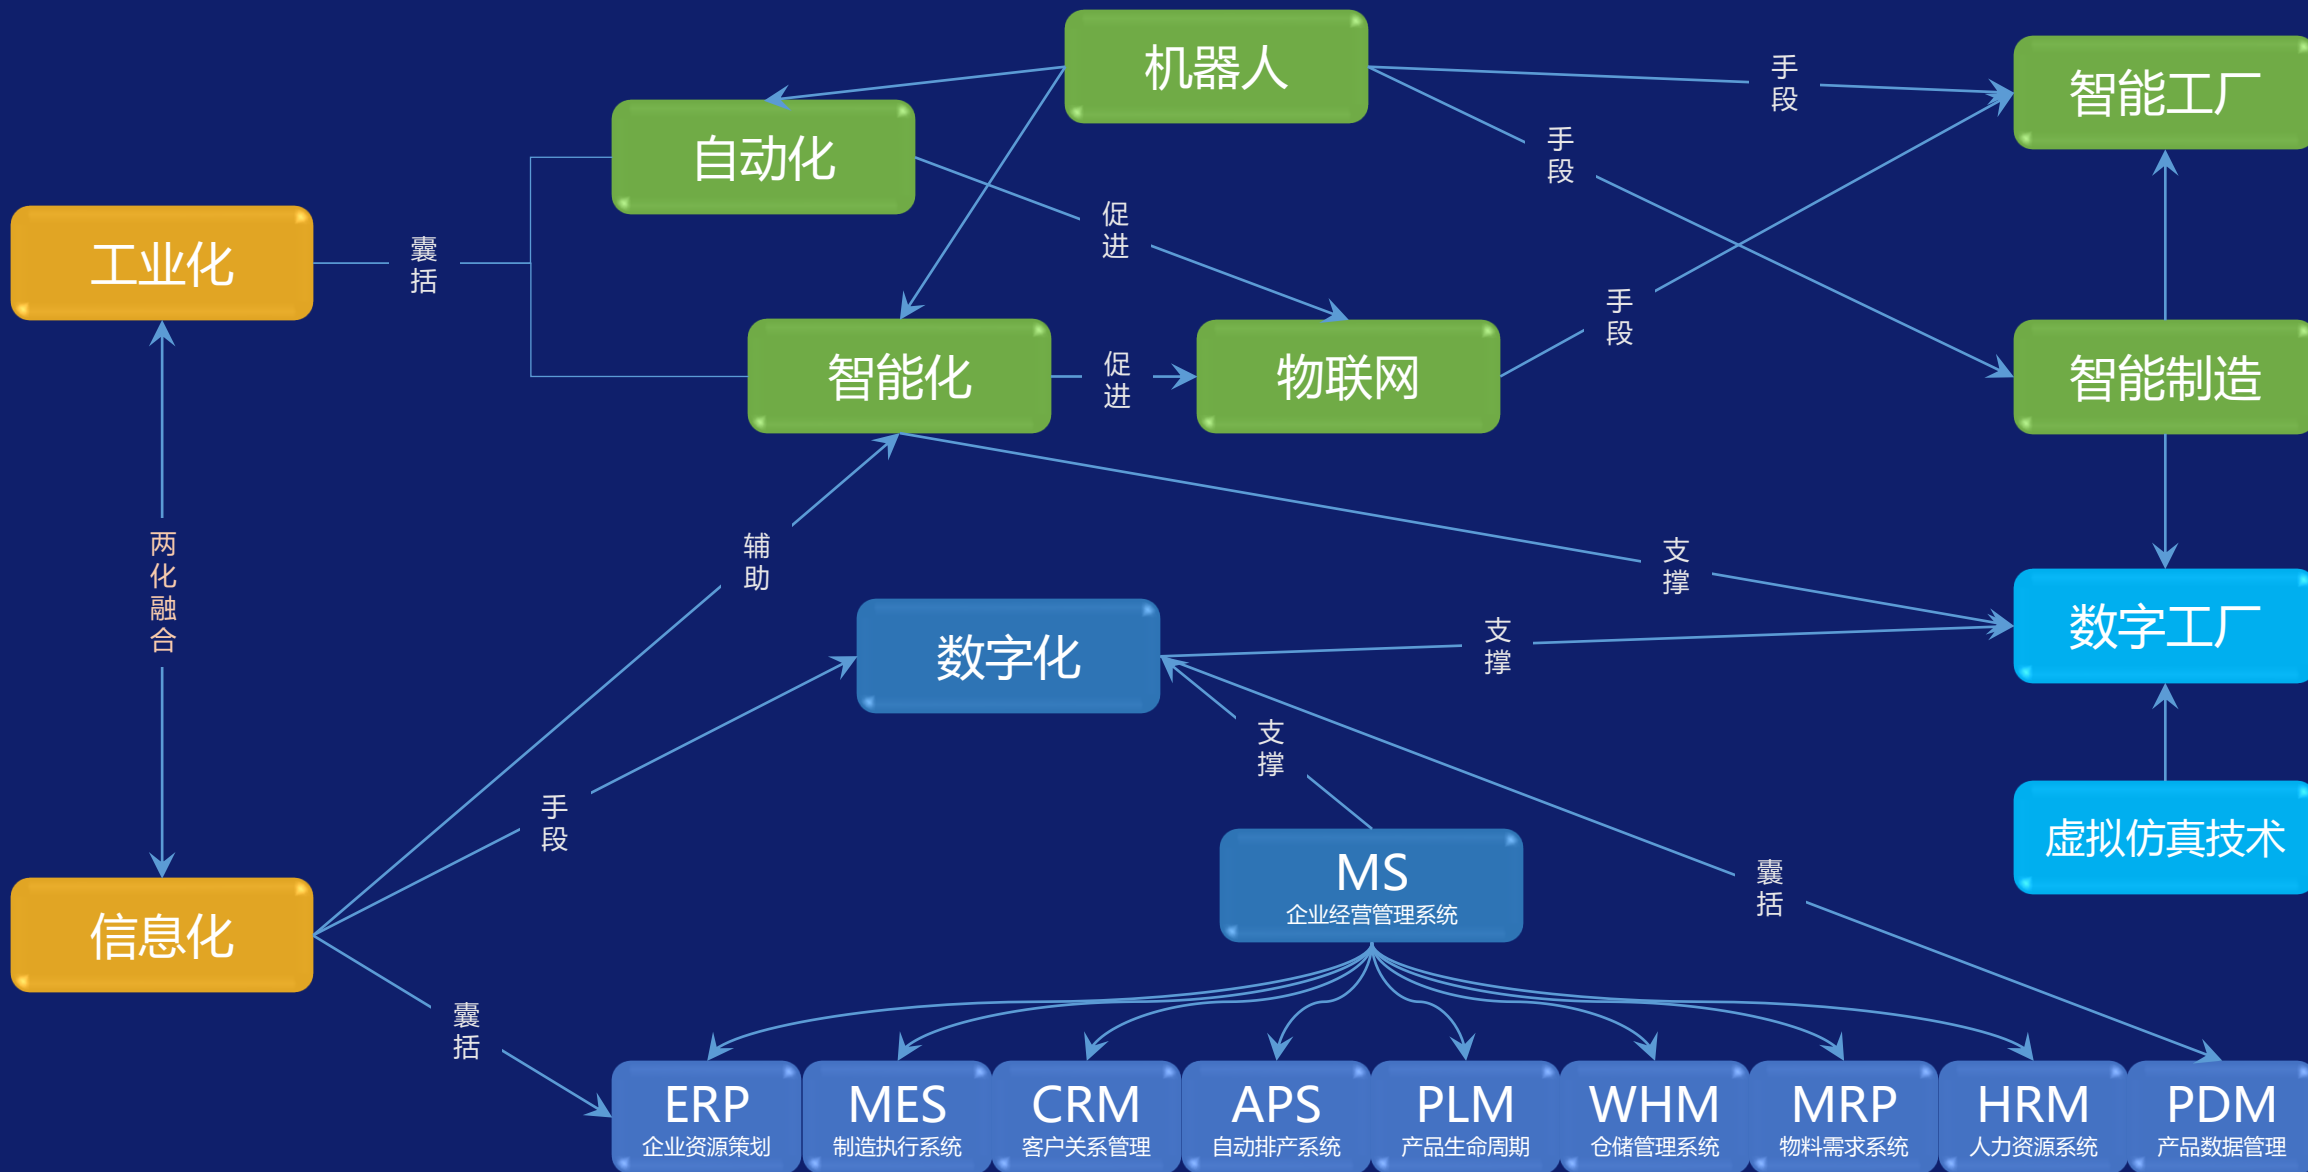 机器人
手段
智能工厂
自动化
手段
促进
工业化
囊括
手段
智能化
促进
物联网
智能制造
两化融合
辅助
支撑
数字化
支撑
数字工厂
支撑
手段
虚拟仿真技术
MS
企业经营管理系统
囊括
信息化
囊括
ERP
企业资源策划
MES
制造执行系统
CRM
客户关系管理
APS
自动排产系统
PLM
产品生命周期
WHM
仓储管理系统
MRP
物料需求系统
HRM
人力资源系统
PDM
产品数据管理